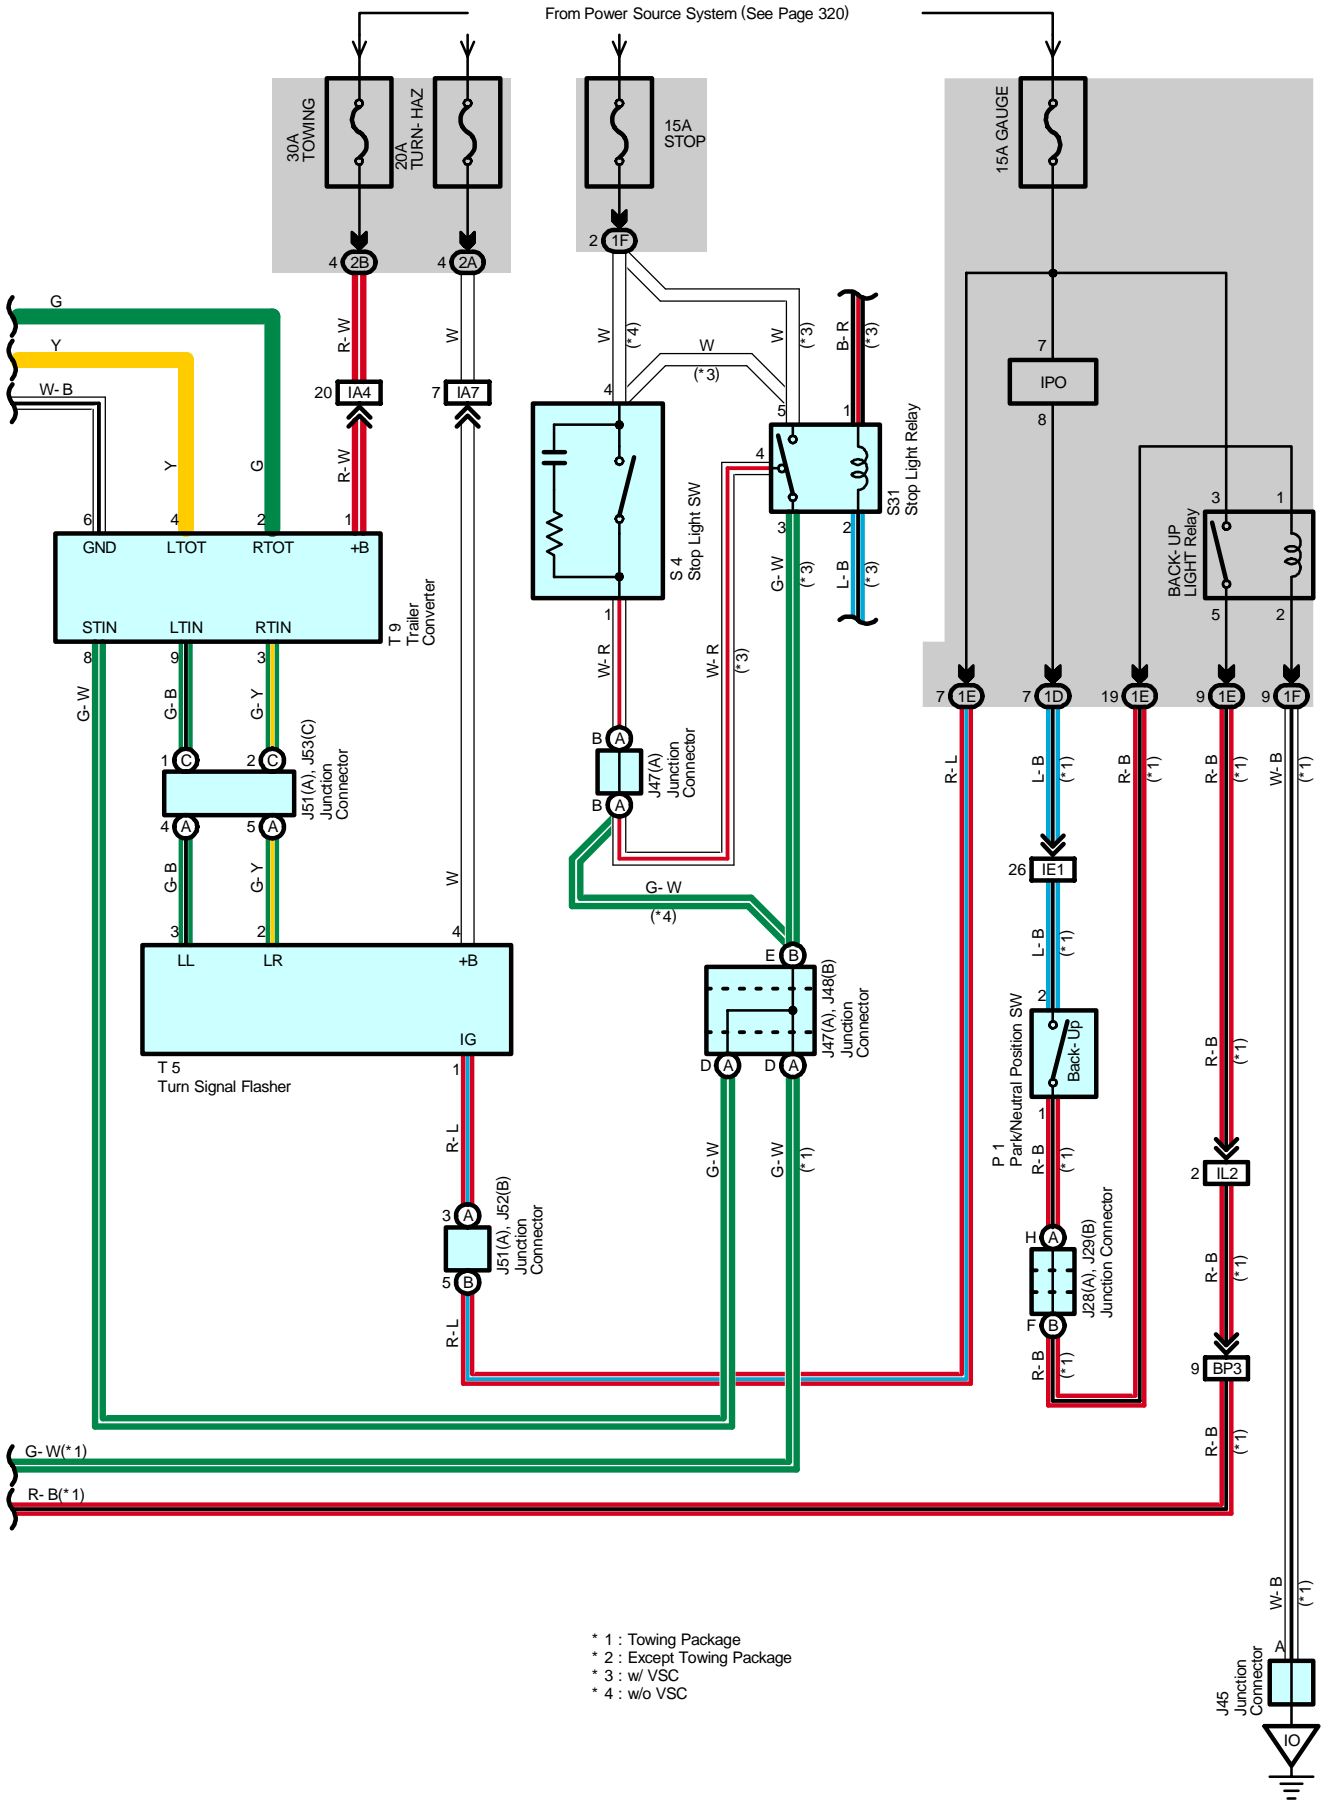 From Power Source System (See Page 320)
30A
TOWING
20A
TURN- HAZ
15A
STOP
15A GAUGE
2 1F
4 2B
4 2A
G
Y
W- B
R- W
W
W
(* 4)
W
(* 3)
W
(* 3)
B- R
(* 3)
7
IPO
8
20 IA4
7 IA7
Y
G
R- W
4
5
1
4
3
2
S31
Stop Light Relay
S 4
Stop Light SW
1
3
1
5
2
BACK- UP
LIGHT Relay
6
4
2
1
GND
LTOT
RTOT
+B
STIN
LTIN
RTIN
T 9
Trailer
Converter
8
9
3
G- W
G- B
G- Y
W- R
W- R
(* 3)
G- W
(* 3)
L- B
(* 3)
7 1E
7 1D
19 1E
9 1E
9 1F
1 C
2 C
J51(A), J53(C)
Junction
Connector
4 A
5 A
B A
J47(A)
Junction
Connector
B A
R- L
L- B
(* 1)
R- B
(* 1)
R- B
(* 1)
W- B
(* 1)
G- B
G- Y
W
G- W
(* 4)
26 IE1
L- B
(* 1)
3
2
4
LL
LR
+B
IG
1
T 5
Turn Signal Flasher
E B
J47(A), J48(B)
Junction
Connector
D A
D A
2
Back- Up
1
P 1
Park/Neutral Position SW
R- B
(* 1)
R- L
G- W
G- W
(* 1)
R- B
(* 1)
2 IL2
3 A
J51(A), J52(B)
Junction
Connector
5 B
H A
J28(A), J29(B)
Junction Connector
F B
R- B
(* 1)
R- L
R- B
(* 1)
9 BP3
R- B
(* 1)
G- W(* 1)
R- B(* 1)
W- B
(* 1)
* 1 : Towing Package
* 2 : Except Towing Package
* 3 : w/ VSC
* 4 : w/o VSC
A
J45
Junction
Connector
IO